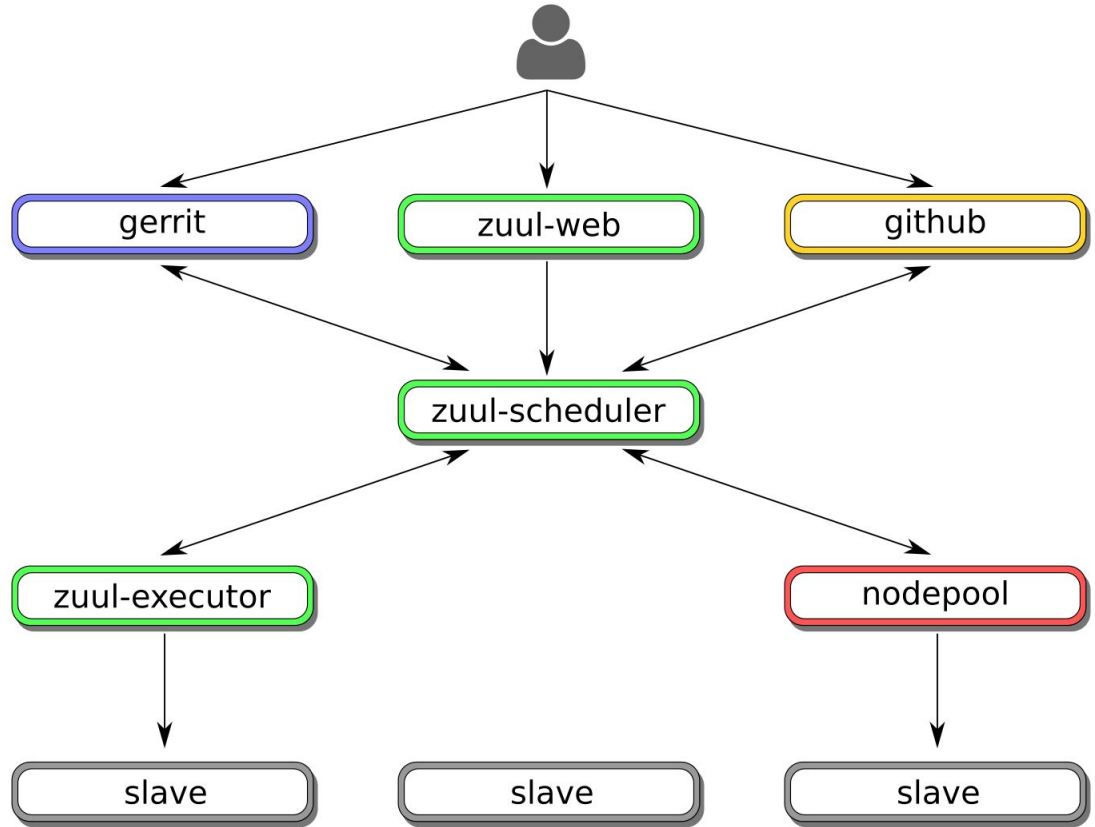 gerrit
zuul-web
github
zuul-scheduler
zuul-executor
nodepool
slave
slave
slave